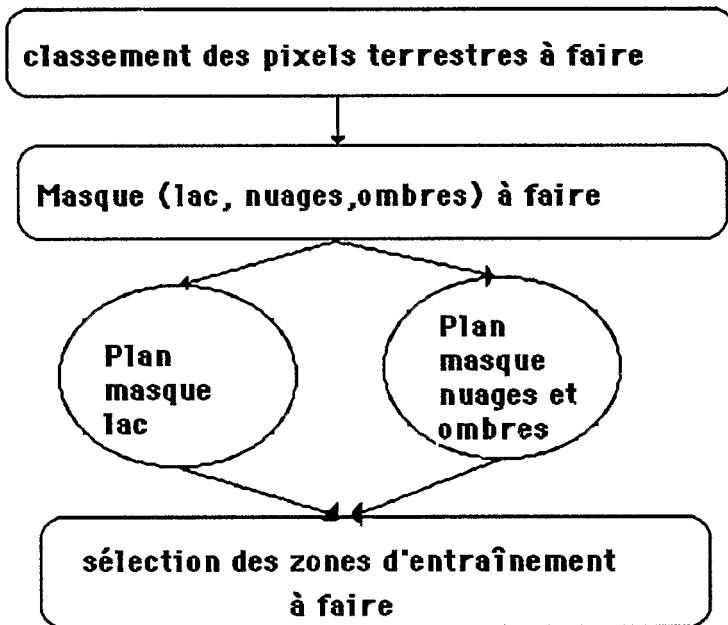 classement des pixels terrestres à faire
Masque (lac, nuages,ombres) à faire
Plan
masque
lac
Plan
masque
nuages et
ombres
sélection des zones d'entraînement
à faire